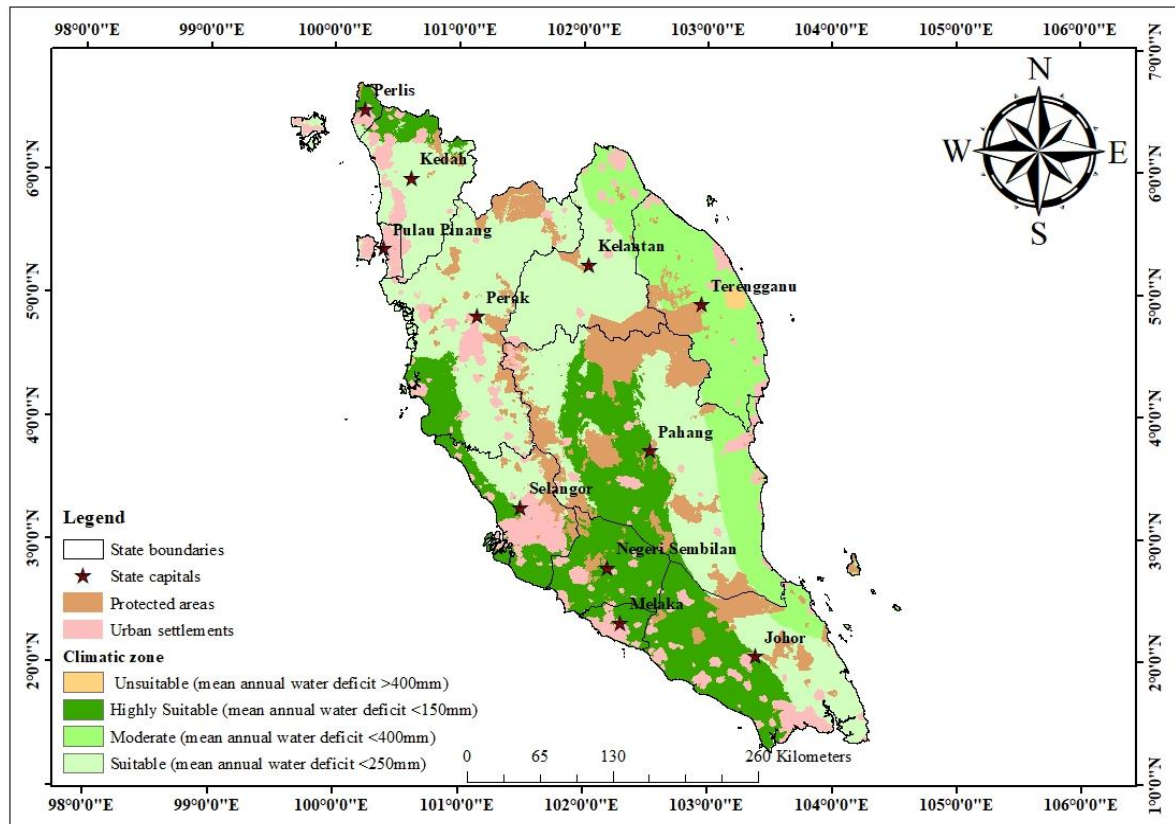 98°0'0"E 99°0'0"E 100°0'0"E 101°0'0"E 102°0'0"E 103°0'0"E 104°0'0"E 105°0'0"E 106°0'0"E
7°0'0"N
6°0'0"N
5°0'0"N
4°0'0"N
3°0'0"N
2°0'0"N
1°0'0"N
6°0'0"N
5°0'0"N
4°0'0"N
3°0'0"N
2°0'0"N
N
W E
S
Perlis
Kedah
Pulau Pinang
Kelantan
Terengganu
Perak
Pahang
Selangor
Negeri Sembilan
Melaka
Johor
Legend
State boundaries
State capitals
Protected areas
Urban settlements
Climatic zone
Unsuitable (mean annual water deficit >400mm)
Highly Suitable (mean annual water deficit <150mm)
Moderate (mean annual water deficit <400mm)
Suitable (mean annual water deficit <250mm)
0 65 130 260 Kilometers
98°0'0"E 99°0'0"E 100°0'0"E 101°0'0"E 102°0'0"E 103°0'0"E 104°0'0"E 105°0'0"E 106°0'0"E